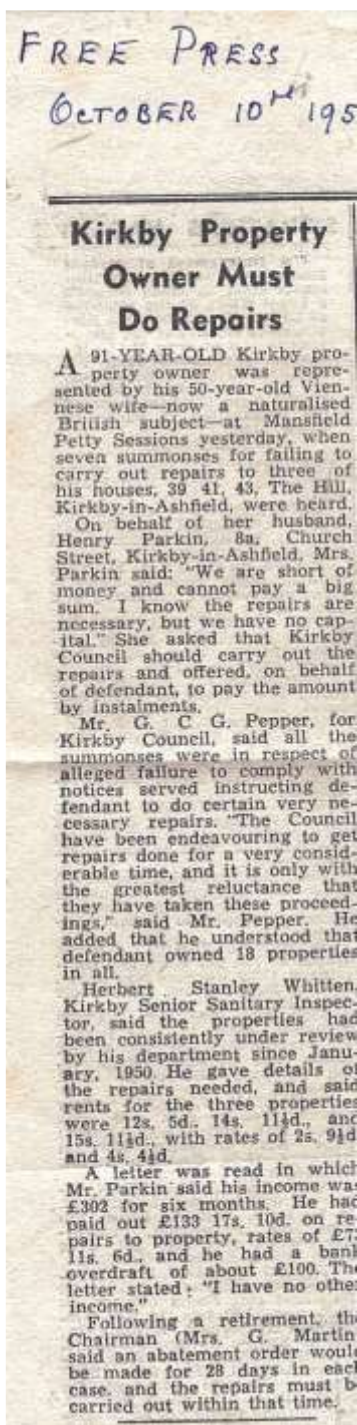 FREE PRESS
OCTOBER 10TH 195
Kirkby Property
Owner Must
Do Repairs
A 91-YEAR-OLD Kirkby pro-
perty owner was repre-
sented by his 50-year-old Vien-
nese wife—now a naturalised
British subject—at Mansfield
Petty Sessions yesterday, when
seven summonses for failing to
carry out repairs to three of
his houses, 39 41, 43, The Hill,
Kirkby-in-Ashfield, were heard.
On behalf of her husband,
Henry Parkin, 8a, Church
Street, Kirkby-in-Ashfield, Mrs.
Parkin said: "We are short of
money and cannot pay a big
sum. I know the repairs are
necessary, but we have no cap-
ital." She asked that Kirkby
Council should carry out the
repairs and offered, on behalf
of defendant, to pay the amount
by instalments.
Mr. G. C G. Pepper, for
Kirkby Council, said all the
summonses were in respect of
alleged failure to comply with
notices served instructing de-
fendant to do certain very ne-
cessary repairs. "The Council
have been endeavouring to get
repairs done for a very consid-
erable time, and it is only with
the greatest reluctance that
they have taken these proceed-
ings," said Mr. Pepper. He
added that he understood that
defendant owned 18 properties
in all.
Herbert Stanley Whitten,
Kirkby Senior Sanitary Inspec-
tor, said the properties had
been consistently under review
by his department since Janu-
ary, 1950. He gave details of
the repairs needed, and said
rents for the three properties
were 12s. 5d., 14s. 11½d., and
15s. 11½d., with rates of 2s. 9½d
and 4s. 4½d.
A letter was read in which
Mr. Parkin said his income was
£302 for six months. He had
paid out £133 17s. 10d. on re-
pairs to property, rates of £7
11s. 6d., and he had a bank
overdraft of about £100. The
letter stated: "I have no other
income."
Following a retirement, the
Chairman (Mrs. G. Martin)
said an abatement order would
be made for 28 days in each
case. and the repairs must be
carried out within that time.